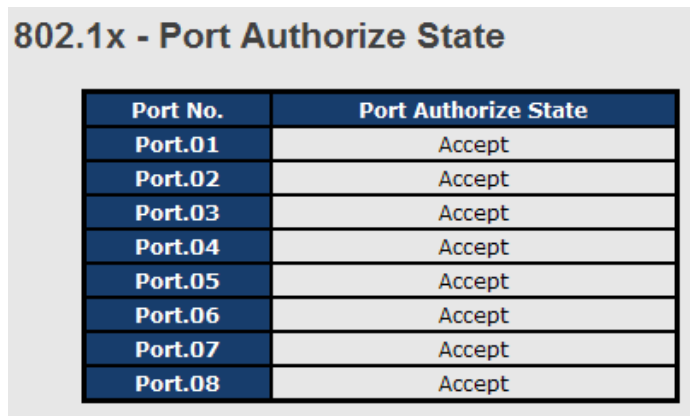 802.1x - Port Authorize State
Port No. Port Authorize State
Port.01 Accept
Port.02 Accept
Port.03 Accept
Port.04 Accept
Port.05 Accept
Port.06 Accept
Port.07 Accept
Port.08 Accept